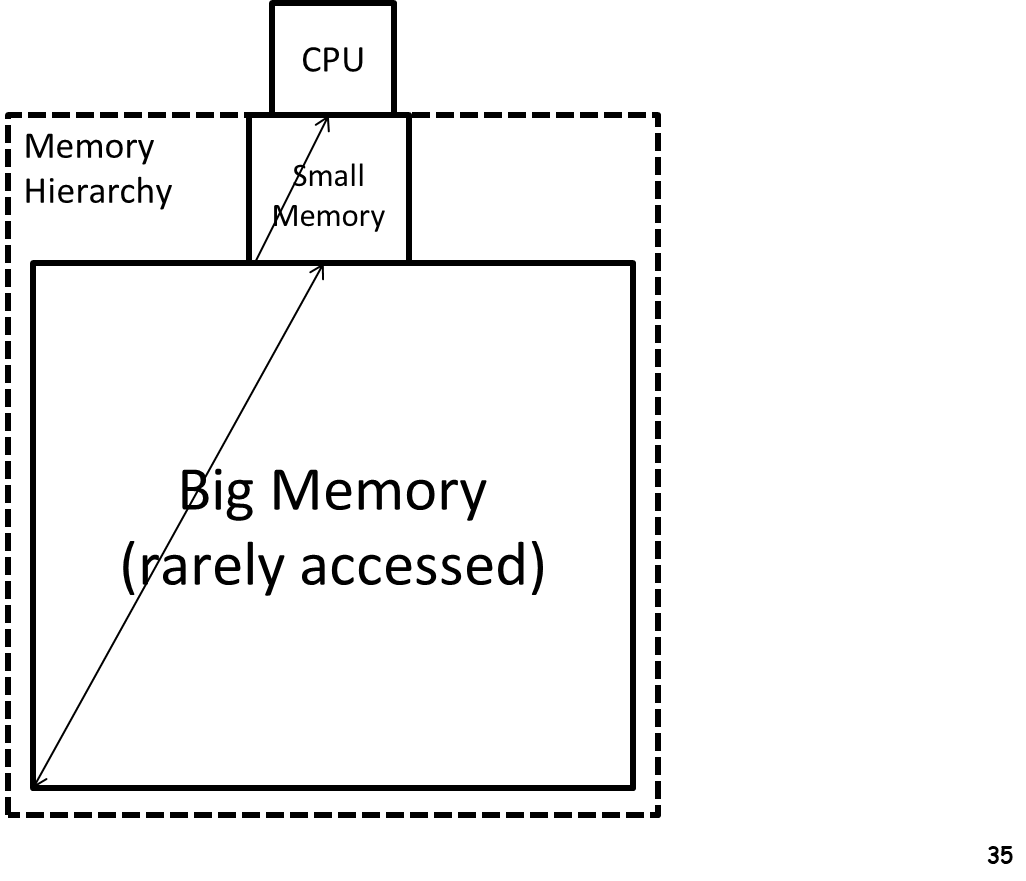 CPU
Memory
Hierarchy
Small
Memory
Big Memory
(rarely accessed)
35